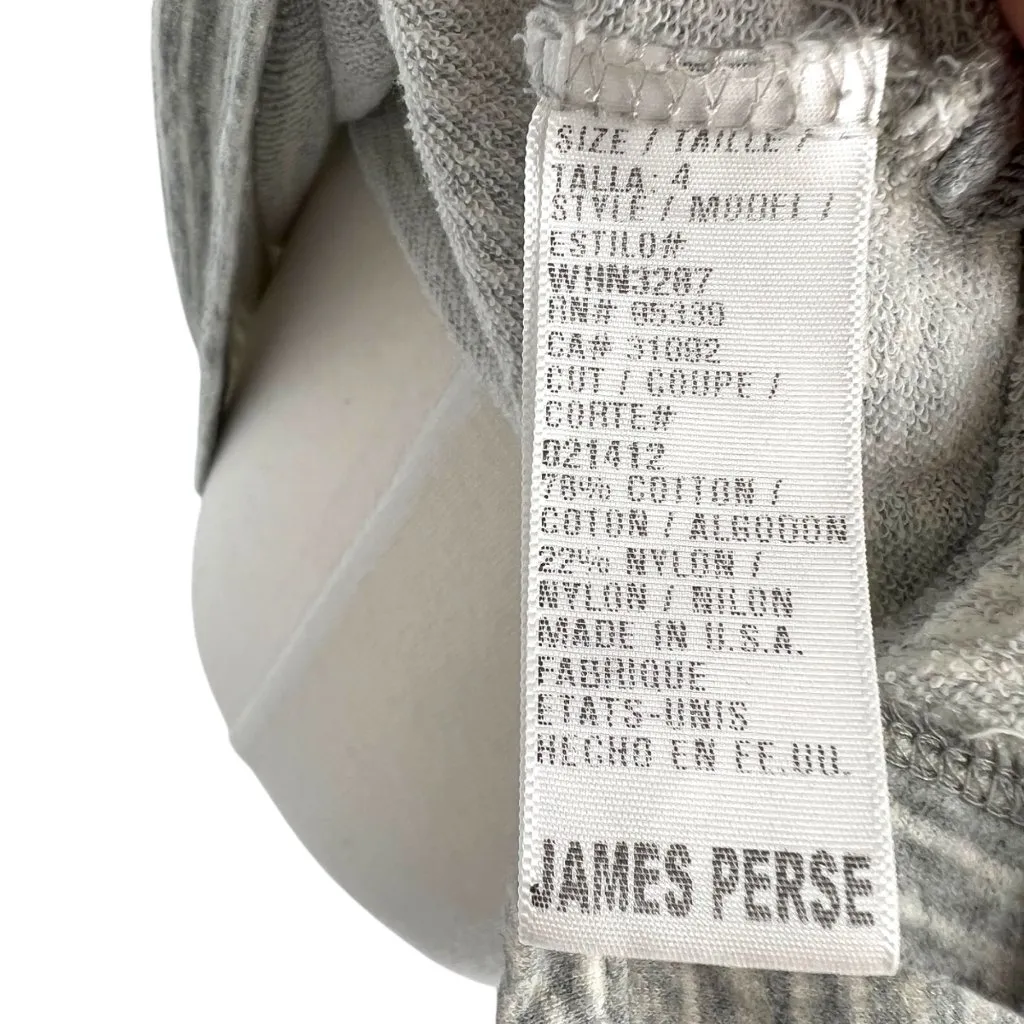 SIZE / TAILLE /
TALLA: 4
STYLE / MODEL /
ESTILO#
WHN3207
RN# 85339
CA# 31092
CUT / COUPE /
CORTE#
021412
78% COTTON /
COTON / ALGODON
22% NYLON /
NYLON / NILON
MADE IN U.S.A.
FABRIQUE
ETATS-UNIS
HECHO EN EE.UU.
JAMES PERSE